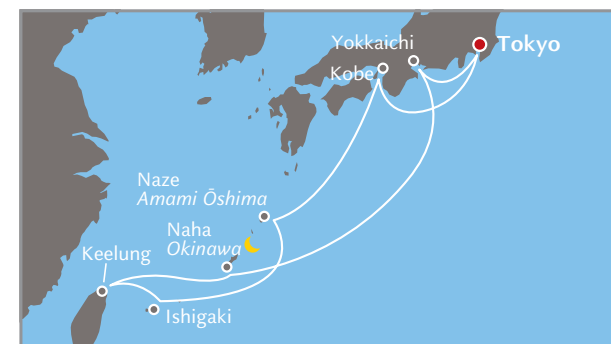 Yokkaichi
Tokyo
Kobe
Naze
Amami Ōshima
Naha
Okinawa
Keelung
Ishigaki